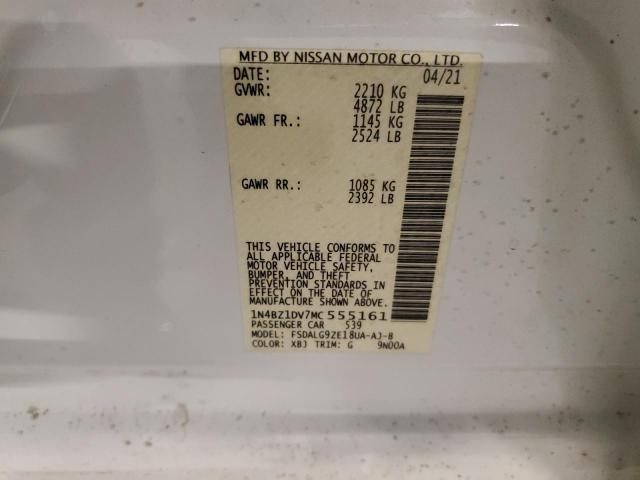 MFD BY NISSAN MOTOR CO., LTD.
DATE: 04/21
GVWR: 2210 KG
4872 LB
GAWR FR.: 1145 KG
2524 LB
GAWR RR.: 1085 KG
2392 LB
THIS VEHICLE CONFORMS TO
ALL APPLICABLE FEDERAL
MOTOR VEHICLE SAFETY,
BUMPER, AND THEFT
PREVENTION STANDARDS IN
EFFECT ON THE DATE OF
MANUFACTURE SHOWN ABOVE.
1N4BZ1DV7MC555161
PASSENGER CAR 539
MODEL: FSDALG9ZE18UA-AJ-B
COLOR: XBJ TRIM: G 9N00A